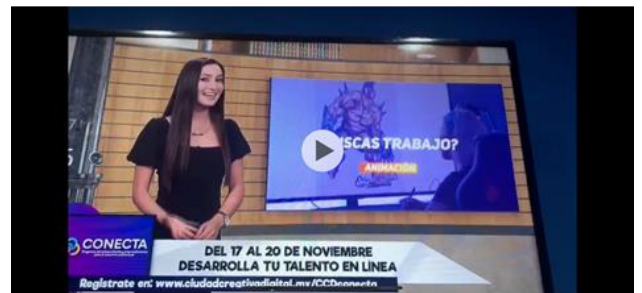 ISCAS TRABAJO?
ANIMACIÓN
CONECTA
DEL 17 AL 20 DE NOVIEMBRE
DESARROLLA TU TALENTO EN LÍNEA
Regístrate en: www.ciudadcreativadigital.mx/CCDconecta